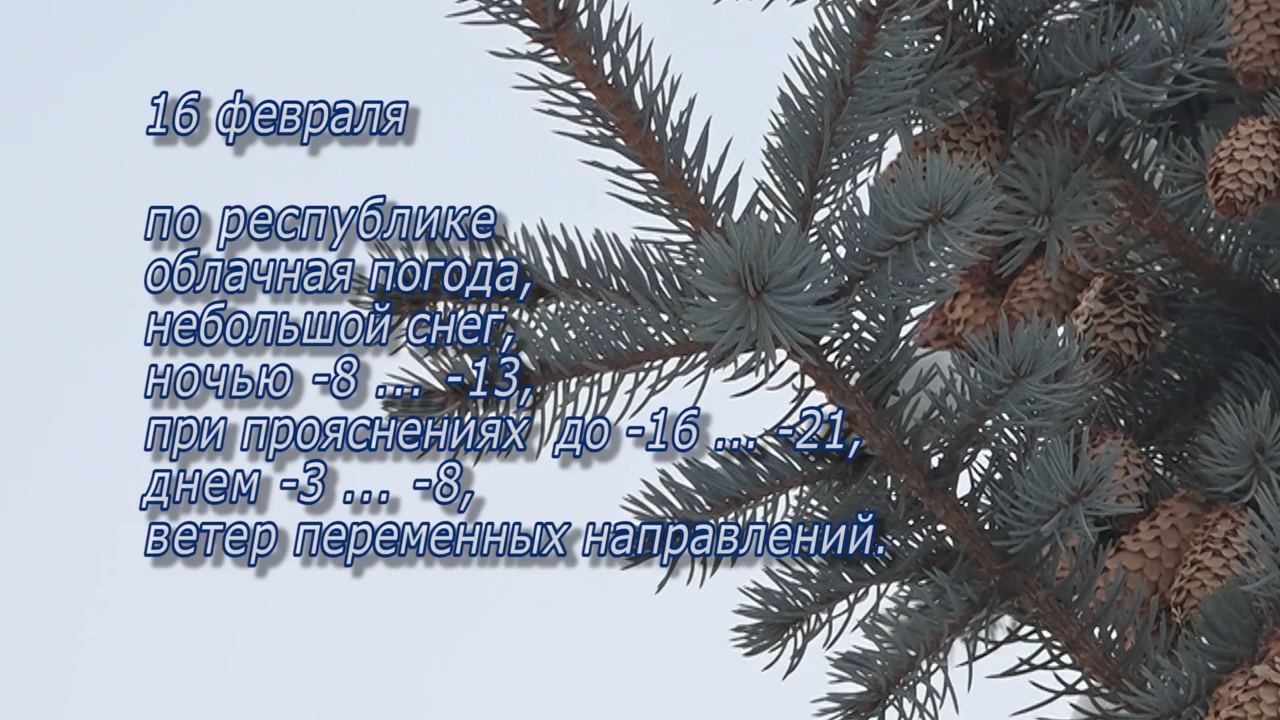 16 февраля
по республике
облачная погода,
небольшой снег,
ночью -8 ... -13,
при прояснениях до -16 ... -21,
днем -3 ... -8,
ветер переменных направлений.